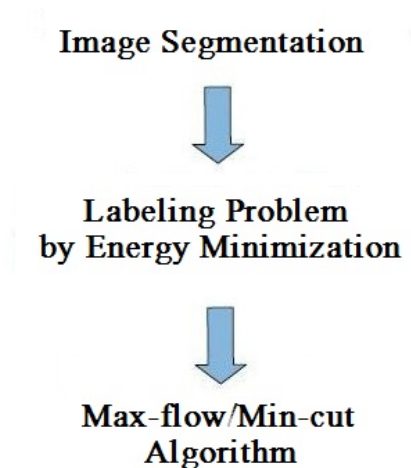 Image Segmentation
Labeling Problem
by Energy Minimization
Max-flow/Min-cut
Algorithm